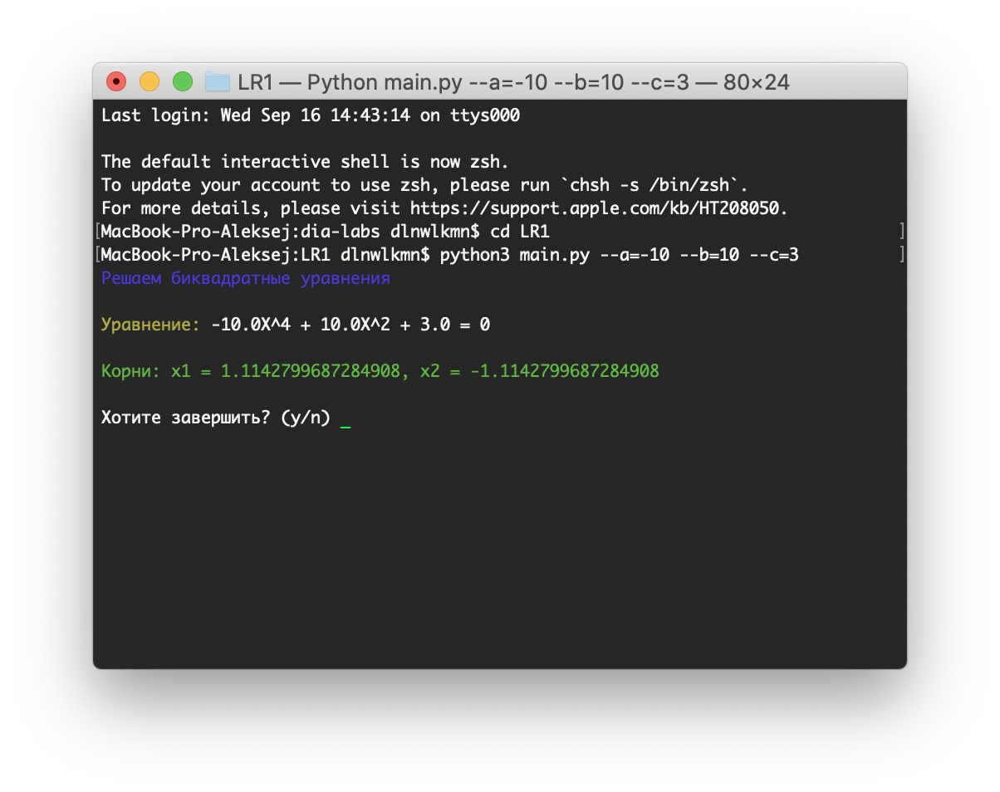 LR1 — Python main.py --a=-10 --b=10 --c=3 — 80×24
Last login: Wed Sep 16 14:43:14 on ttys000
The default interactive shell is now zsh.
To update your account to use zsh, please run `chsh -s /bin/zsh`.
For more details, please visit https://support.apple.com/kb/HT208050.
[MacBook-Pro-Aleksej:dia-labs dlnwlkmn$ cd LR1 ]
[MacBook-Pro-Aleksej:LR1 dlnwlkmn$ python3 main.py --a=-10 --b=10 --c=3 ]
Решаем биквадратные уравнения
Уравнение: -10.0X^4 + 10.0X^2 + 3.0 = 0
Корни: x1 = 1.1142799687284908, x2 = -1.1142799687284908
Хотите завершить? (y/n) _